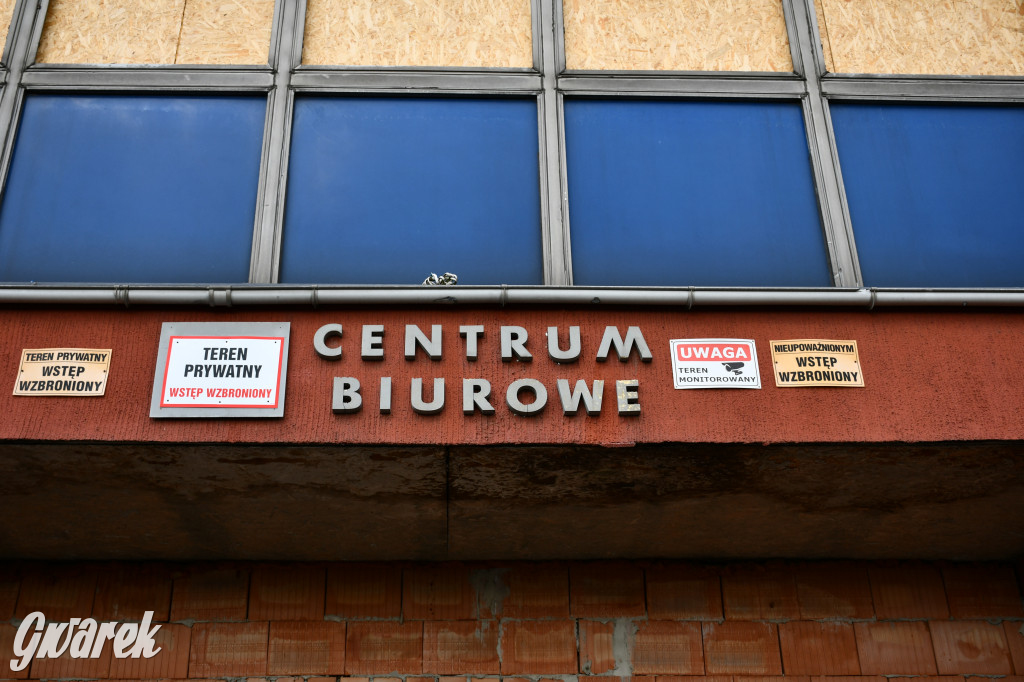 TEREN PRYWATNY
WSTĘP
WZBRONIONY
TEREN
PRYWATNY
WSTĘP WZBRONIONY
CENTRUM
BIUROWE
UWAGA
TEREN
MONITOROWANY
NIEUPOWAŻNIONYM
WSTĘP
WZBRONIONY
Gwarek